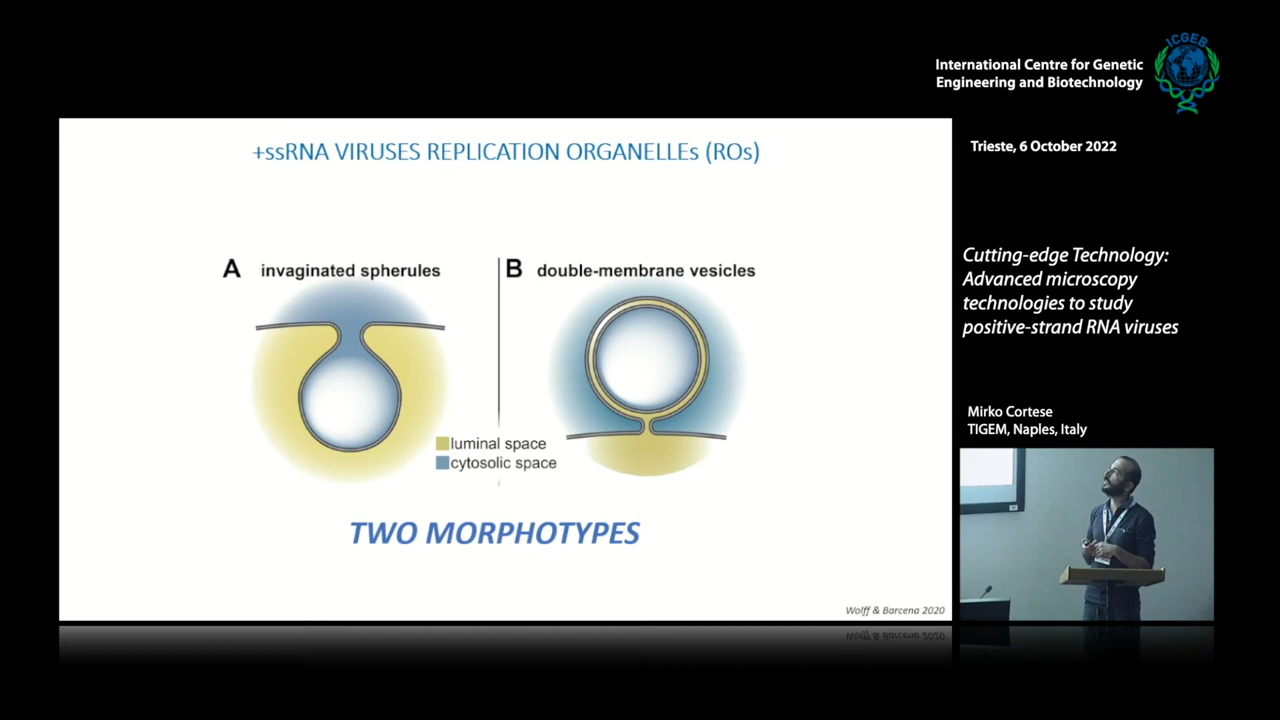 ICGEB
International Centre for Genetic
Engineering and Biotechnology
Trieste, 6 October 2022
+ssRNA VIRUSES REPLICATION ORGANELLEs (ROs)
A invaginated spherules
B double-membrane vesicles
luminal space
cytosolic space
TWO MORPHOTYPES
Wolff & Barcena 2020
Cutting-edge Technology:
Advanced microscopy
technologies to study
positive-strand RNA viruses
Mirko Cortese
TIGEM, Naples, Italy